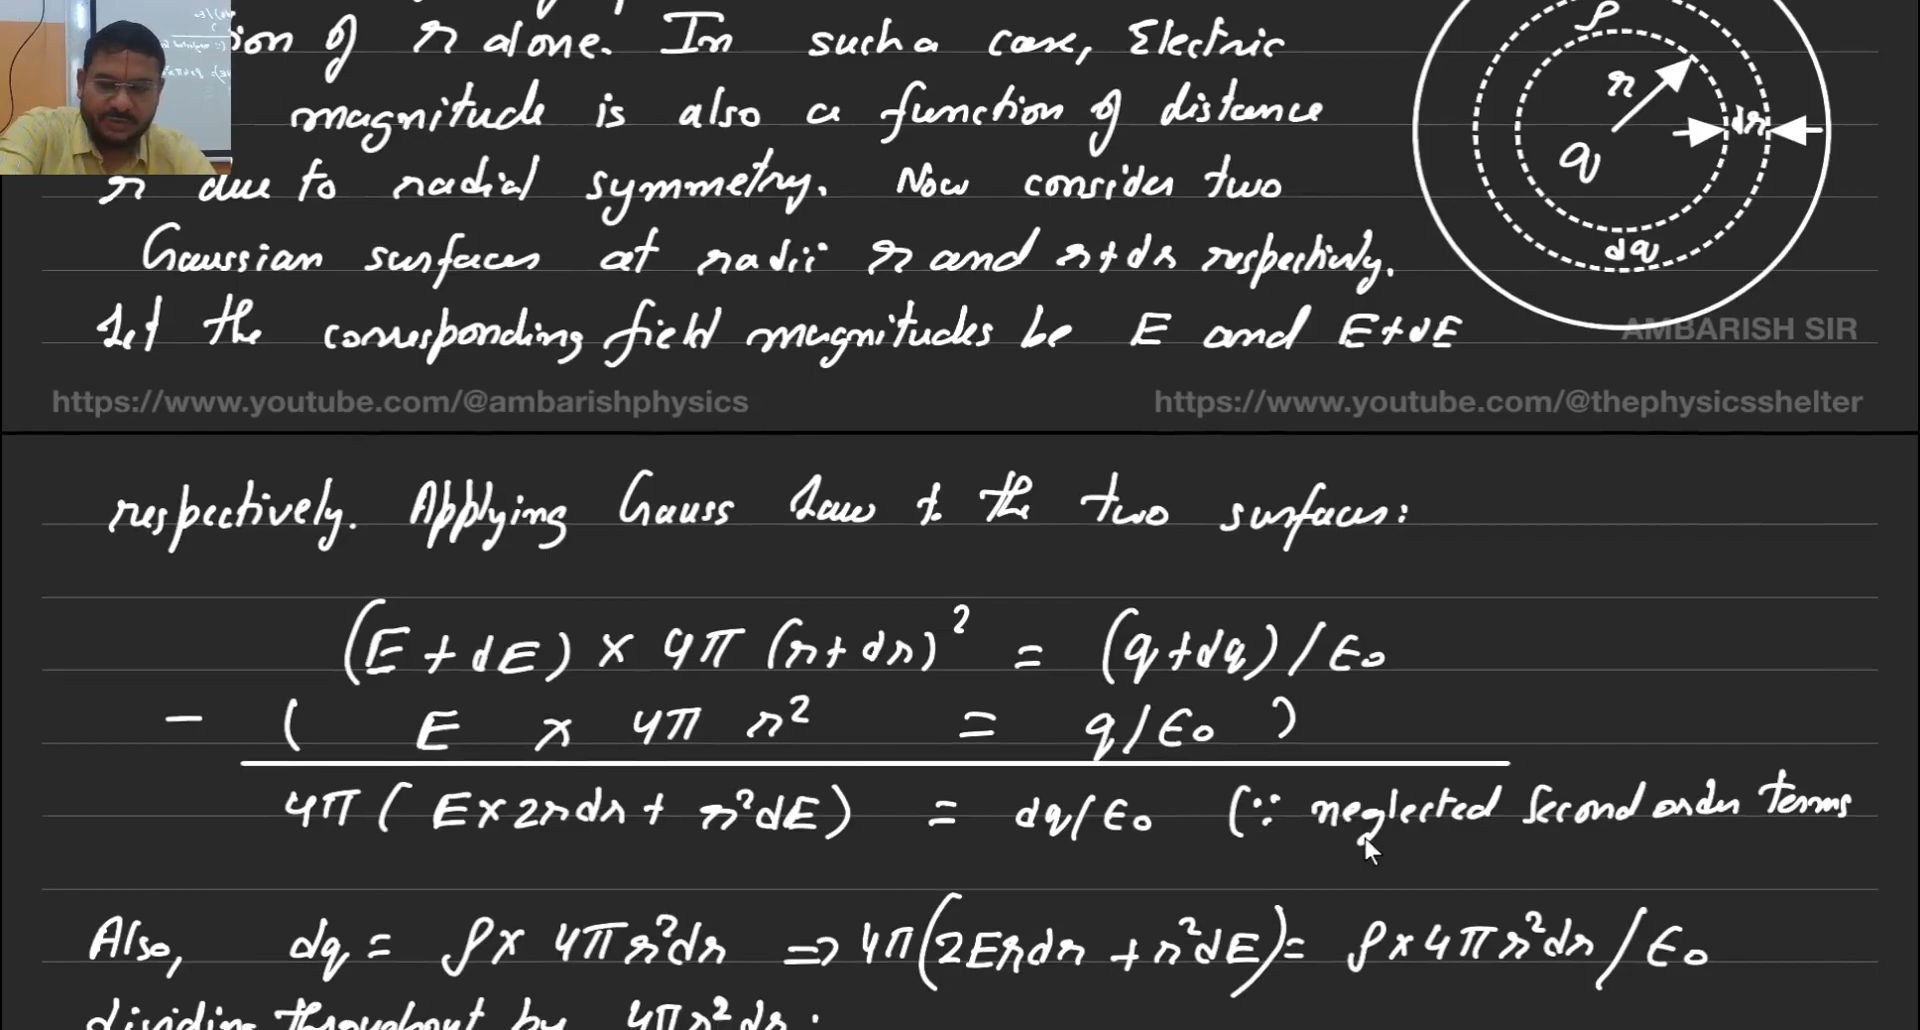 ion of r alone. In such a case, Electric
magnitude is also a function of distance
r due to radial symmetry. Now consider two
Gaussian surfaces at radii r and r+dr respectively.
Let the corresponding field magnitudes be E and E+dE
ρ
r
dr
q
dq
AMBARISH SIR
https://www.youtube.com/@ambarishphysics
https://www.youtube.com/@thephysicsshelter
respectively. Applying Gauss Law to the two surfaces:
(E+dE) × 4π (r+dr)² = (q+dq)/ϵ₀
− ( E × 4π r² = q/ϵ₀ )
4π ( E×2rdr + r²dE) = dq/ϵ₀ (∵ neglected second order terms
Also, dq = ρ× 4πr²dr ⇒ 4π(2Erdr + r²dE)= ρ×4πr²dr/ϵ₀
dividing throughout by 4πr²dr: